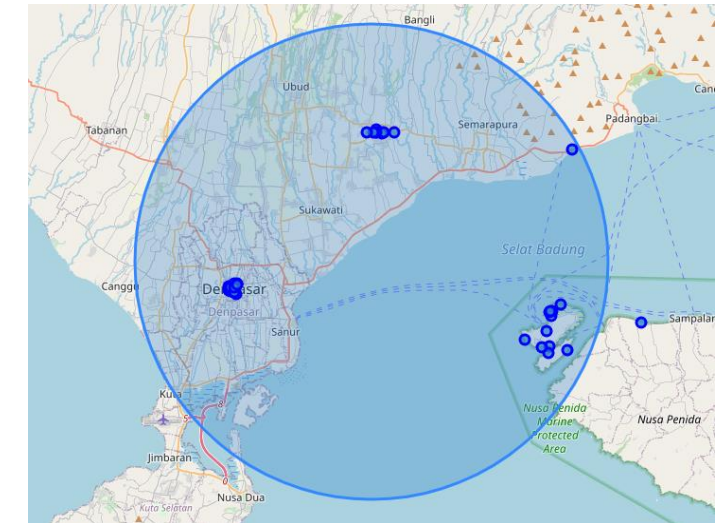 Bangli
Ubud
Tabanan
Semarapura
Padangbai
Sukawati
Selat Badung
Canggu
Denpasar
Denpasar
Sanur
Sampalan
Kuta
Nusa Penida
Marine
Protected
Area
Nusa Penida
Jimbaran
Nusa Dua
Kuta Selatan